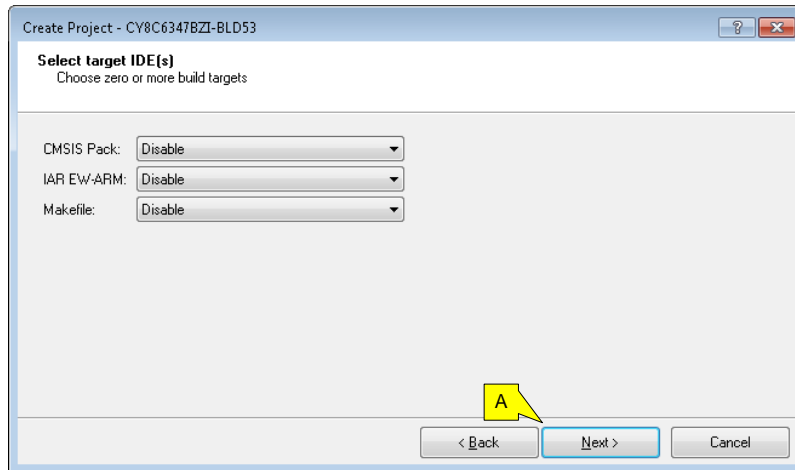 Create Project - CY8C6347BZI-BLD53
Select target IDE(s)
Choose zero or more build targets
CMSIS Pack: Disable
IAR EW-ARM: Disable
Makefile: Disable
A
< Back Next > Cancel